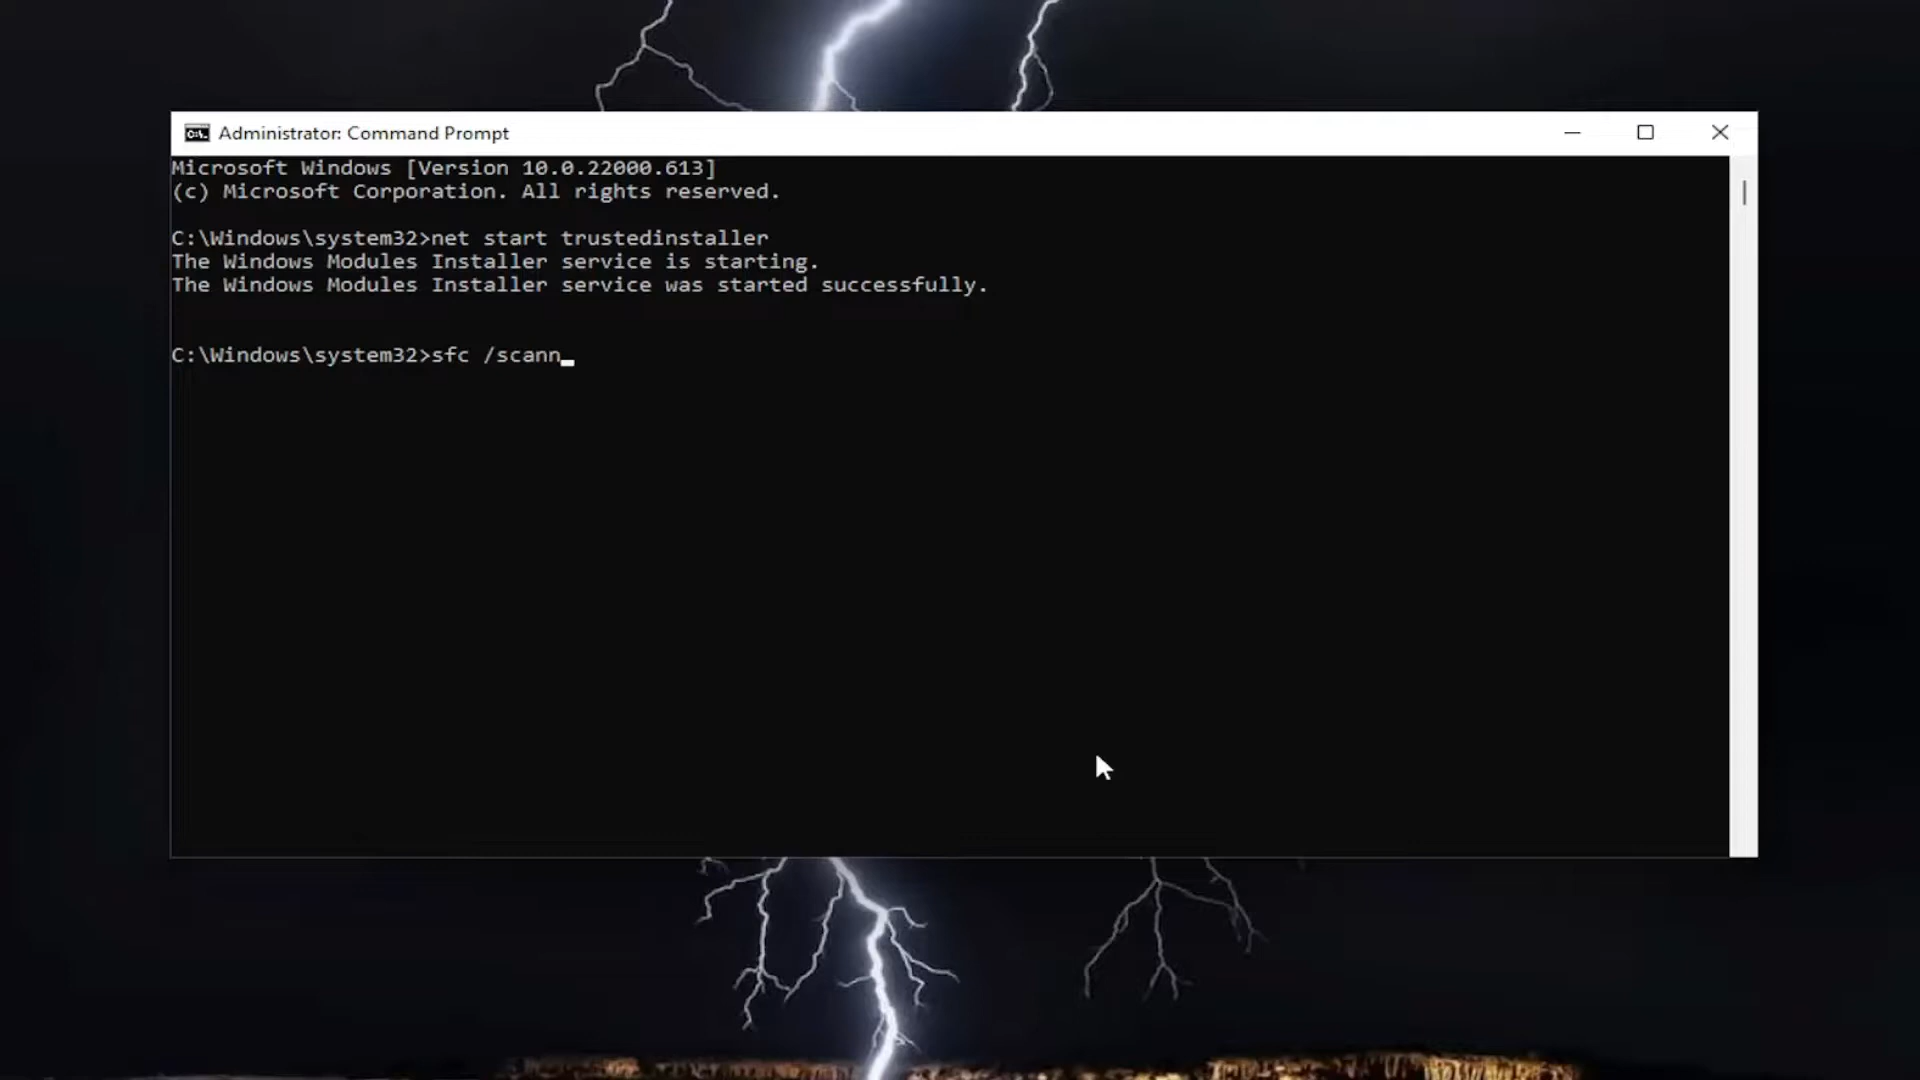 Administrator: Command Prompt
Microsoft Windows [Version 10.0.22000.613]
(c) Microsoft Corporation. All rights reserved.
C:\Windows\system32>net start trustedinstaller
The Windows Modules Installer service is starting.
The Windows Modules Installer service was started successfully.
C:\Windows\system32>sfc /scann